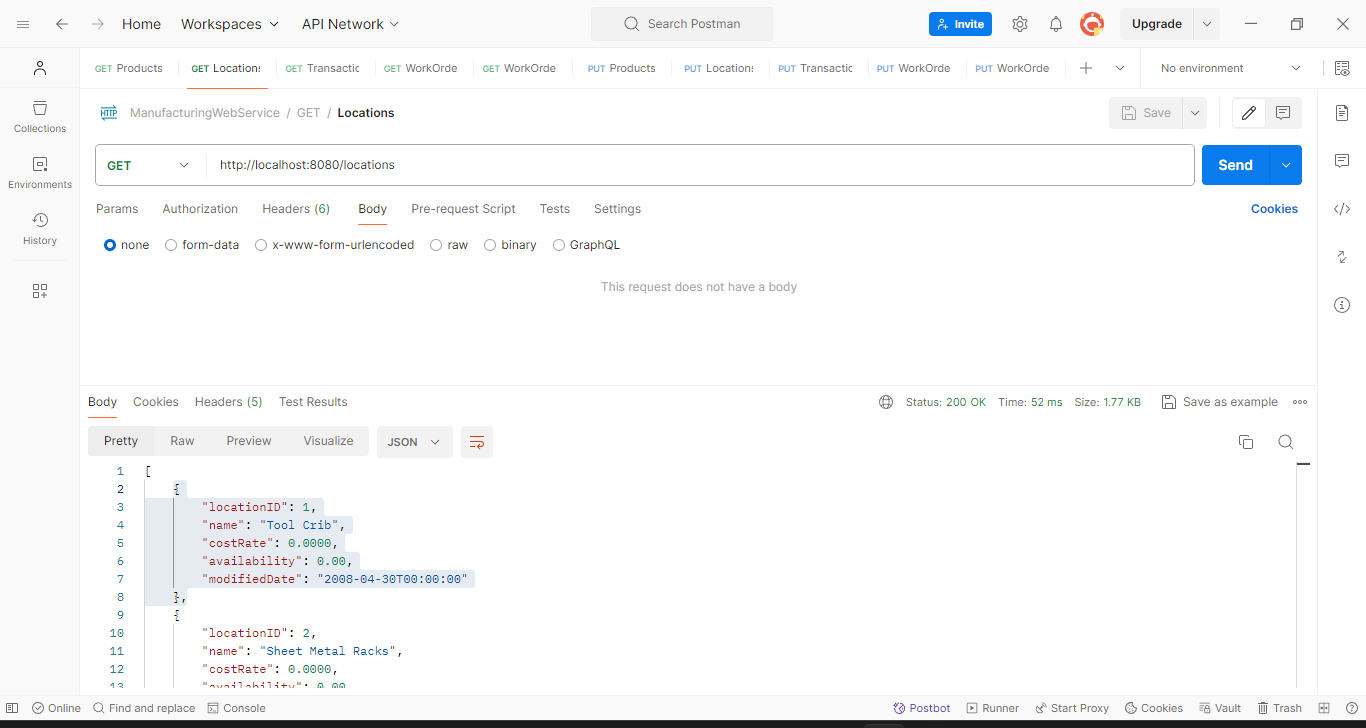 Home Workspaces API Network Search Postman Invite Upgrade
GET Products GET Locations GET Transactic GET WorkOrde GET WorkOrde PUT Products PUT Locations PUT Transactic PUT WorkOrde PUT WorkOrde No environment
HTTP ManufacturingWebService / GET / Locations Save
Collections
GET http://localhost:8080/locations Send
Environments
Params Authorization Headers (6) Body Pre-request Script Tests Settings Cookies
History
none form-data x-www-form-urlencoded raw binary GraphQL
This request does not have a body
Body Cookies Headers (5) Test Results Status: 200 OK Time: 52 ms Size: 1.77 KB Save as example
Pretty Raw Preview Visualize JSON
1 [
2 {
3 "locationID": 1,
4 "name": "Tool Crib",
5 "costRate": 0.0000,
6 "availability": 0.00,
7 "modifiedDate": "2008-04-30T00:00:00"
8 },
9 {
10 "locationID": 2,
11 "name": "Sheet Metal Racks",
12 "costRate": 0.0000,
13 "availability": 0.00
Online Find and replace Console Postbot Runner Start Proxy Cookies Vault Trash